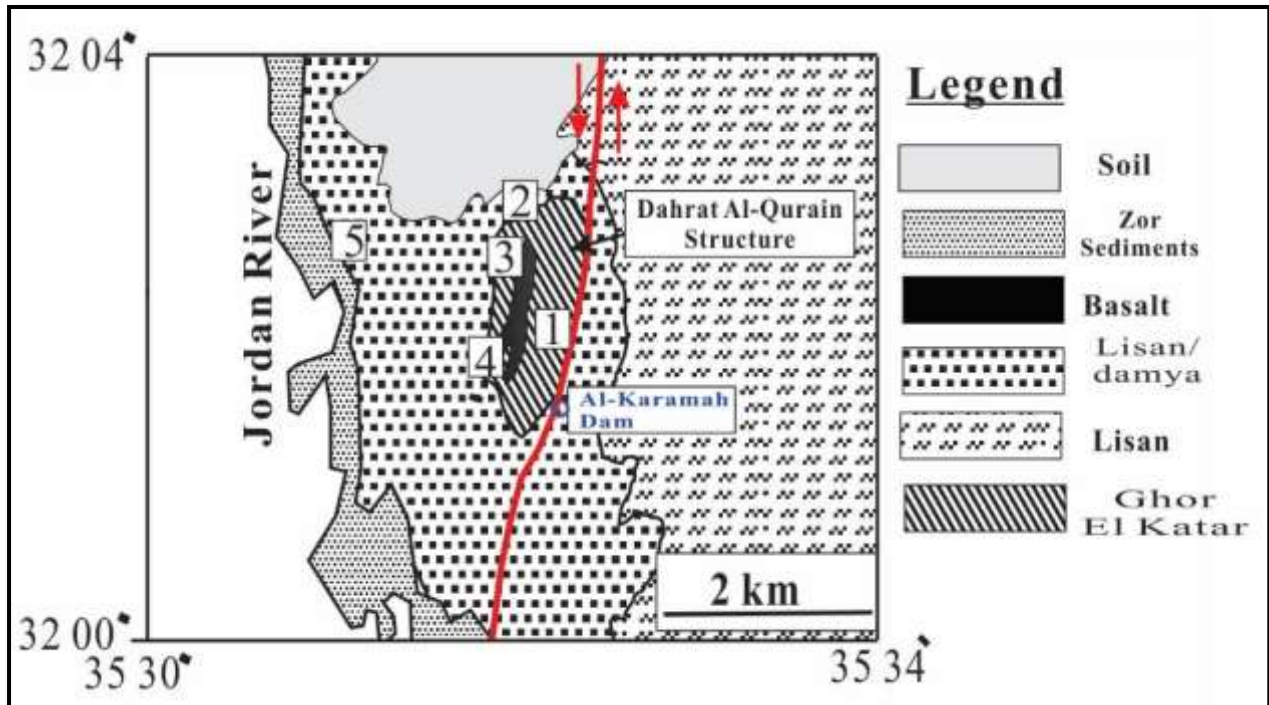 32 04'
32 00'
35 30'
35 34'
Jordan River
5
2
3
4
1
Dahrat Al-Qurain
Structure
Al-Karamah
Dam
2 km
Legend
Soil
Zor
Sediments
Basalt
Lisan/
damya
Lisan
Ghor
El Katar